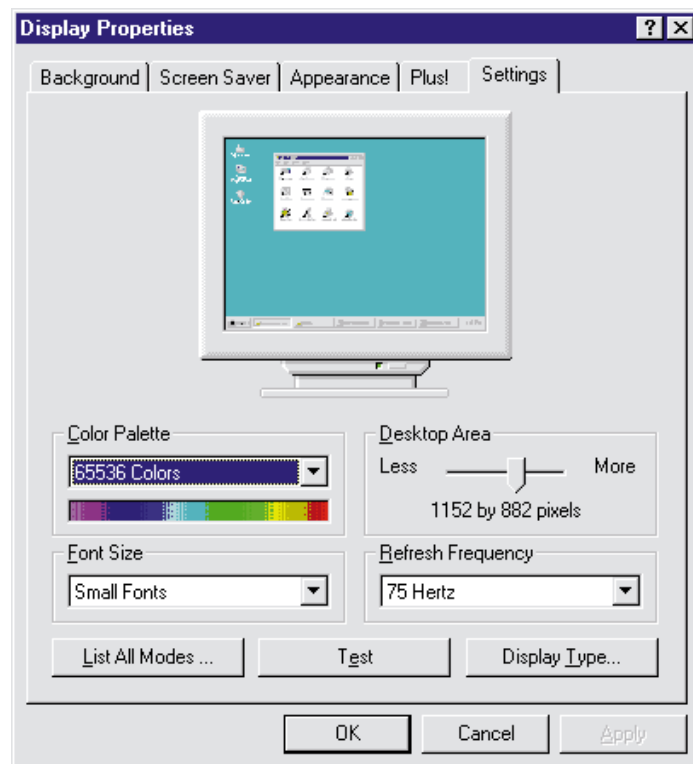 Display Properties
Background Screen Saver Appearance Plus! Settings
Color Palette
65536 Colors
Desktop Area
Less More
1152 by 882 pixels
Font Size
Small Fonts
Refresh Frequency
75 Hertz
List All Modes ... Test Display Type...
OK Cancel Apply